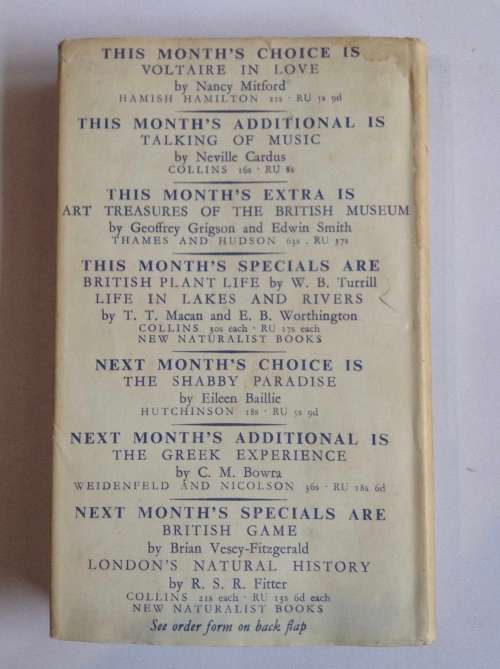 THIS MONTH'S CHOICE IS
VOLTAIRE IN LOVE
by Nancy Mitford
HAMISH HAMILTON 21s · RU 5s 9d
THIS MONTH'S ADDITIONAL IS
TALKING OF MUSIC
by Neville Cardus
COLLINS 16s · RU 8s
THIS MONTH'S EXTRA IS
ART TREASURES OF THE BRITISH MUSEUM
by Geoffrey Grigson and Edwin Smith
THAMES AND HUDSON 63s . RU 37s
THIS MONTH'S SPECIALS ARE
BRITISH PLANT LIFE by W. B. Turrill
LIFE IN LAKES AND RIVERS
by T. T. Macan and E. B. Worthington
COLLINS 30s each · RU 17s each
NEW NATURALIST BOOKS
NEXT MONTH'S CHOICE IS
THE SHABBY PARADISE
by Eileen Baillie
HUTCHINSON 18s · RU 5s 9d
NEXT MONTH'S ADDITIONAL IS
THE GREEK EXPERIENCE
by C. M. Bowra
WEIDENFELD AND NICOLSON 36s · RU 18s 6d
NEXT MONTH'S SPECIALS ARE
BRITISH GAME
by Brian Vesey-Fitzgerald
LONDON'S NATURAL HISTORY
by R. S. R. Fitter
COLLINS 21s each · RU 13s 6d each
NEW NATURALIST BOOKS
See order form on back flap